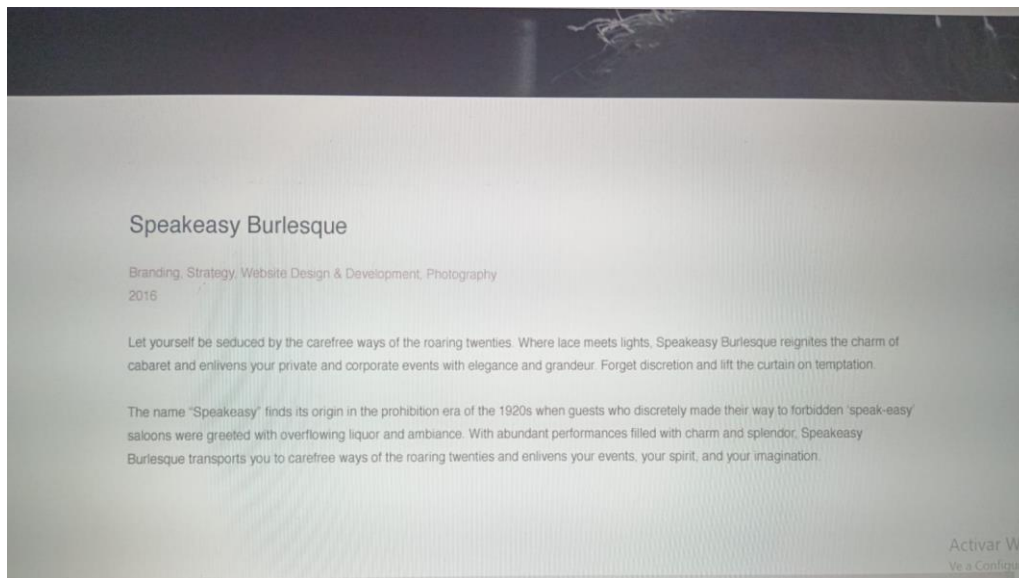 Speakeasy Burlesque
Branding, Strategy, Website Design & Development, Photography
2016
Let yourself be seduced by the carefree ways of the roaring twenties. Where lace meets lights, Speakeasy Burlesque reignites the charm of
cabaret and enlivens your private and corporate events with elegance and grandeur. Forget discretion and lift the curtain on temptation.
The name "Speakeasy" finds its origin in the prohibition era of the 1920s when guests who discretely made their way to forbidden 'speak-easy'
saloons were greeted with overflowing liquor and ambiance. With abundant performances filled with charm and splendor, Speakeasy
Burlesque transports you to carefree ways of the roaring twenties and enlivens your events, your spirit, and your imagination.
Activar W
Ve a Configu